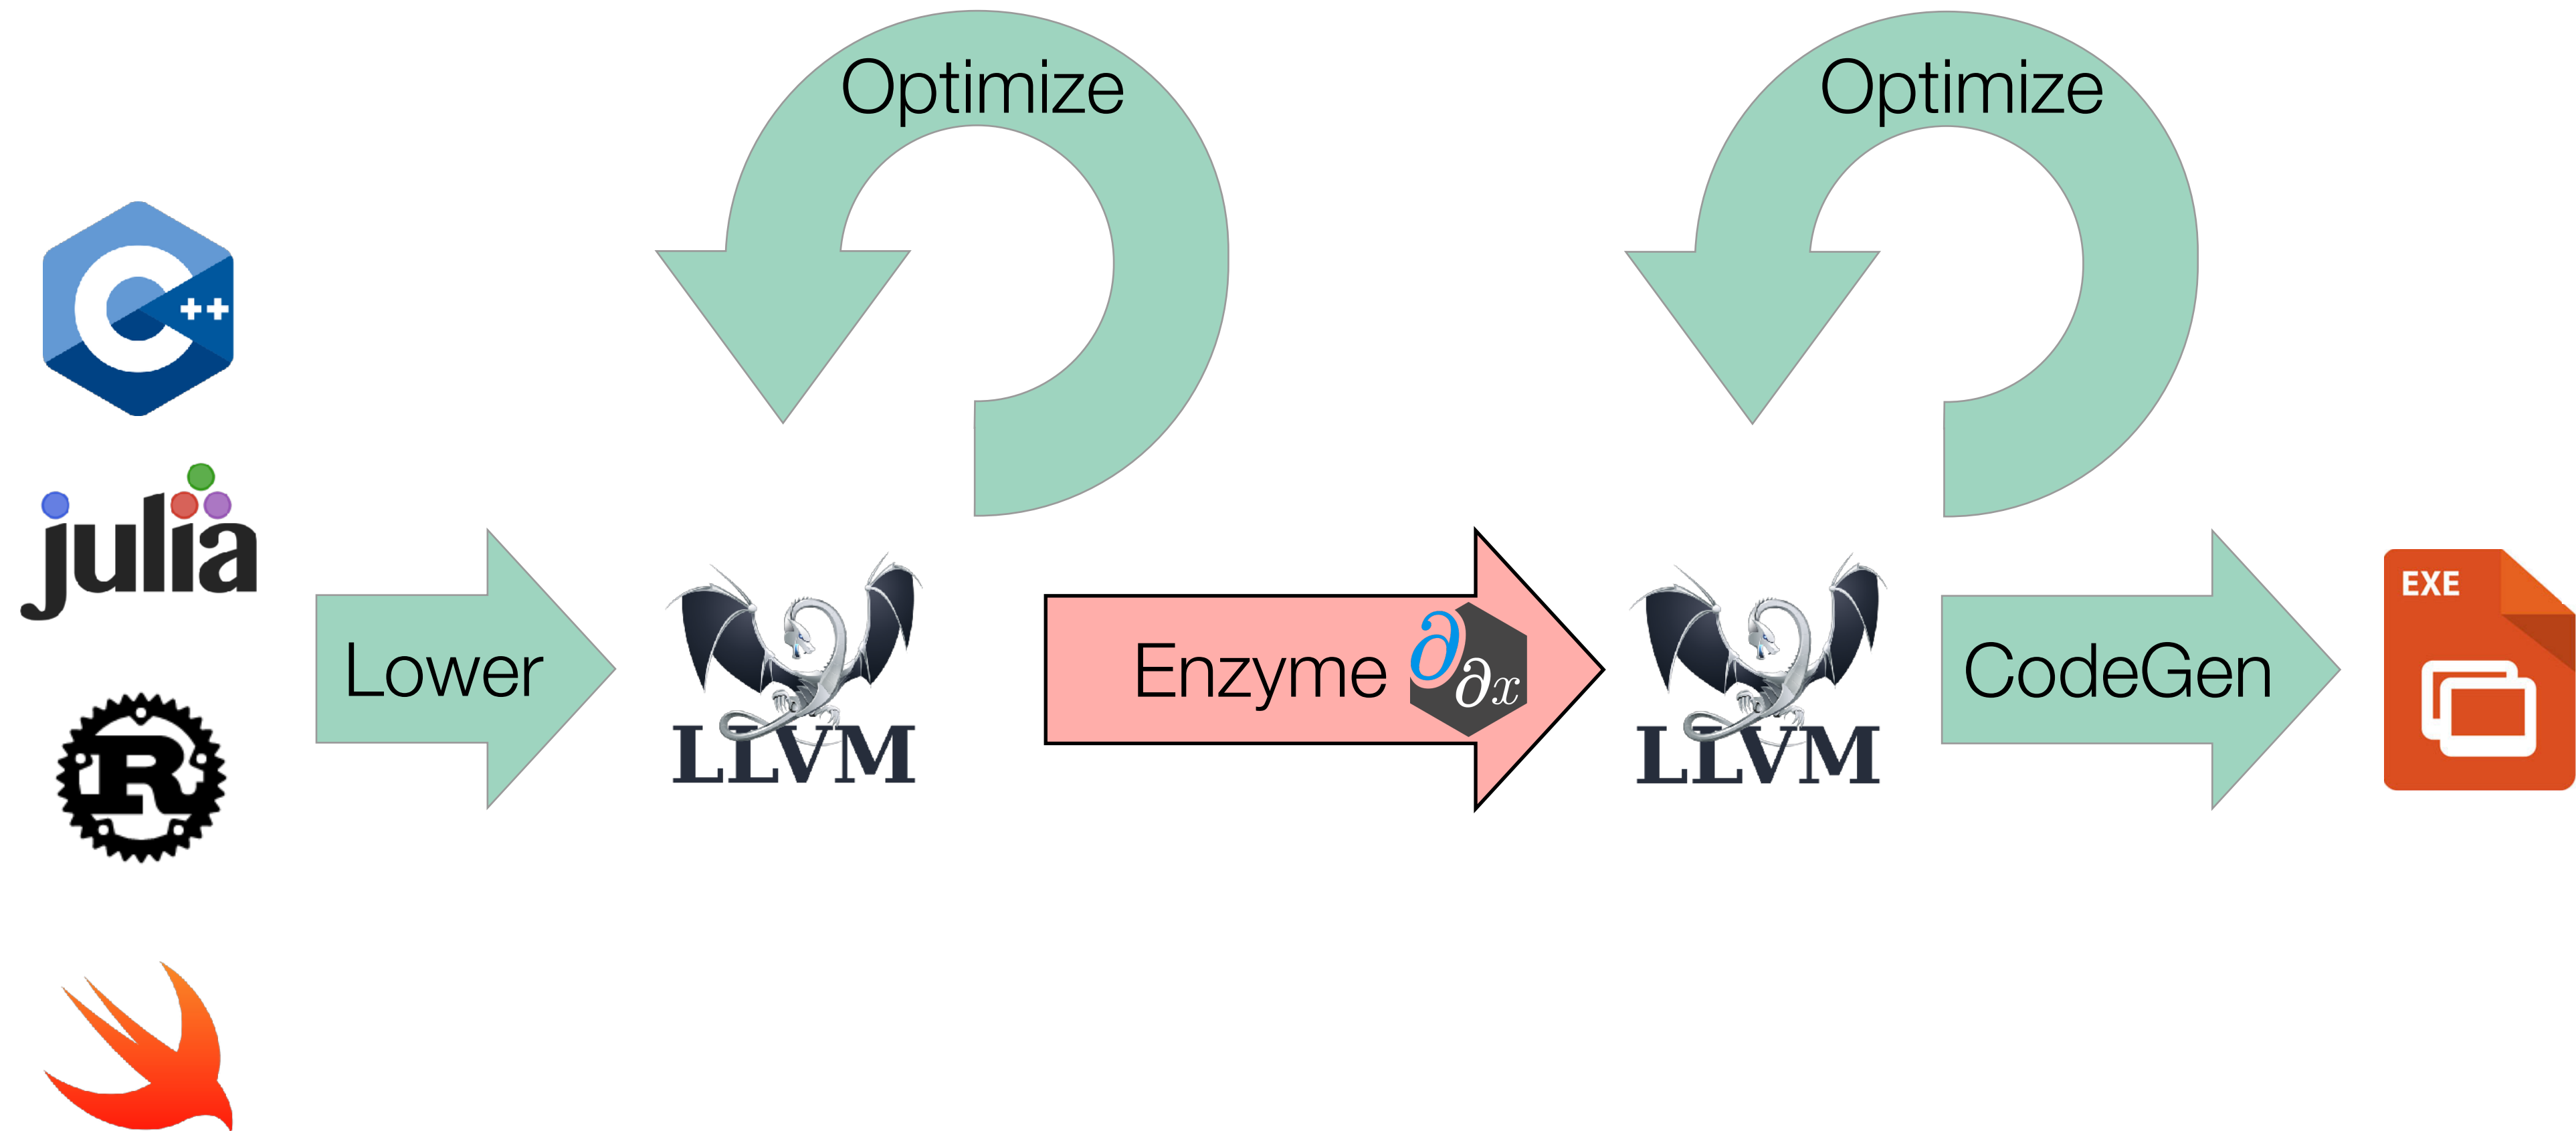 Optimize
Optimize
C++
julia
R
Lower
LLVM
Enzyme ∂/∂x
LLVM
CodeGen
EXE